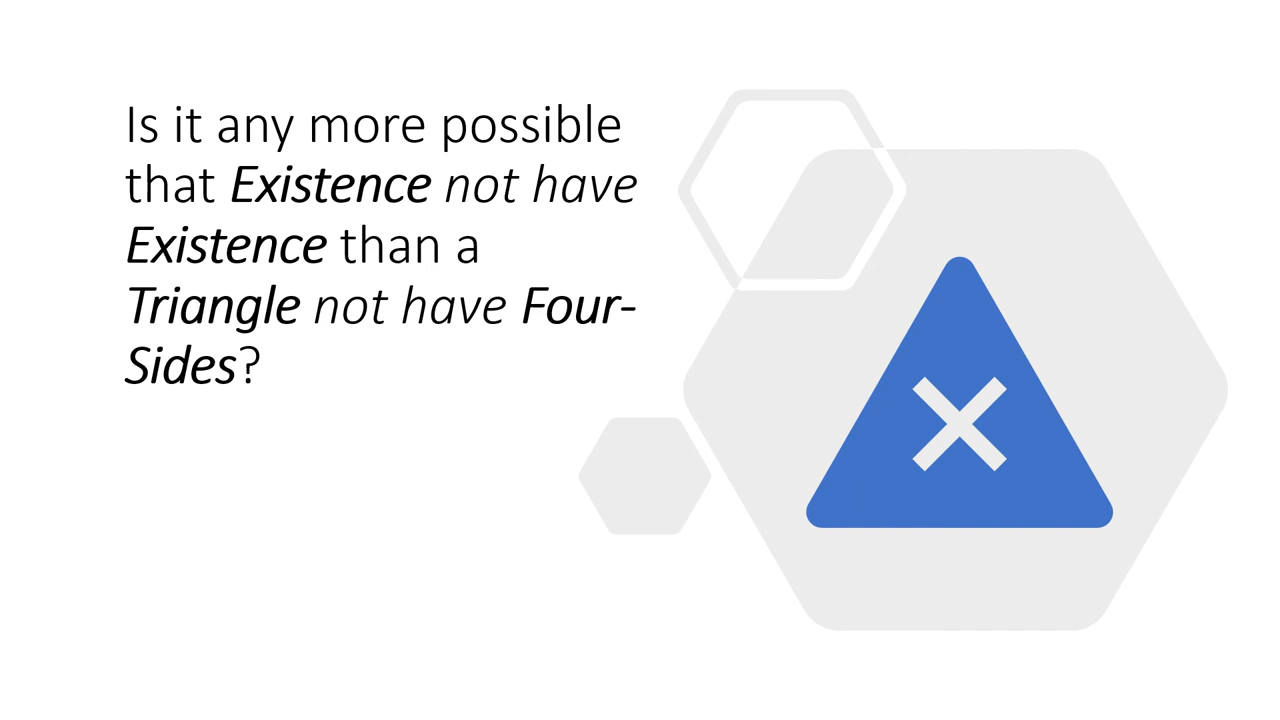 Is it any more possible
that Existence not have
Existence than a
Triangle not have Four-
Sides?